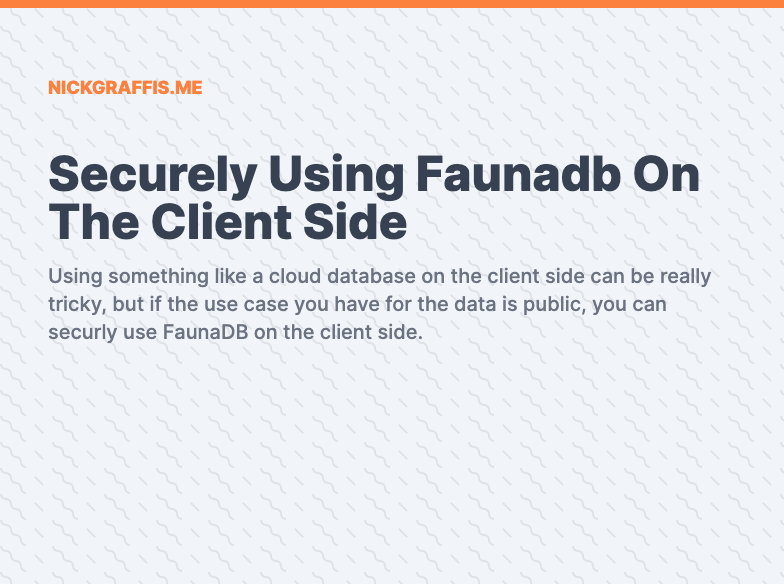 NICKGRAFFIS.ME
Securely Using Faunadb On
The Client Side
Using something like a cloud database on the client side can be really
tricky, but if the use case you have for the data is public, you can
securly use FaunaDB on the client side.